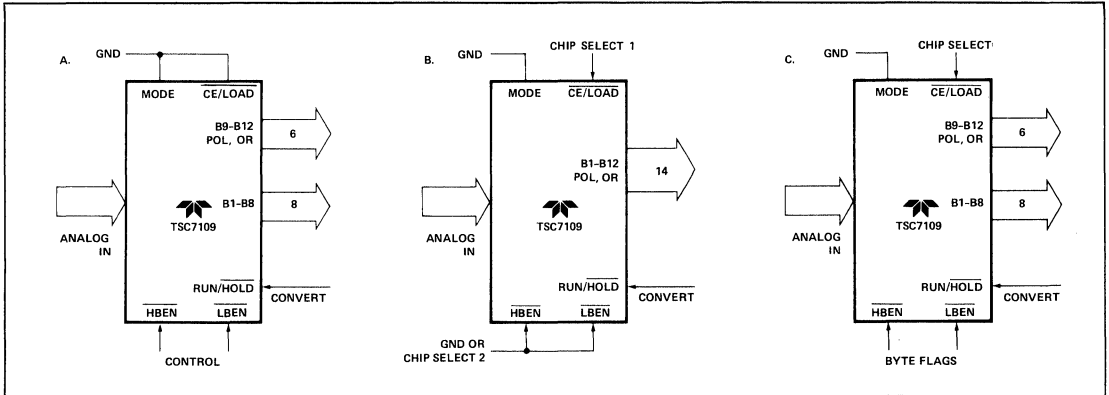 A.
GND
MODE
CE/LOAD
B9–B12
POL, OR
6
B1–B8
8
TSC7109
ANALOG
IN
RUN/HOLD
CONVERT
HBEN
LBEN
CONTROL
B.
GND
CHIP SELECT 1
MODE
CE/LOAD
B1–B12
POL, OR
14
TSC7109
ANALOG
IN
RUN/HOLD
CONVERT
HBEN
LBEN
GND OR
CHIP SELECT 2
C.
GND
CHIP SELECT
MODE
CE/LOAD
B9–B12
POL, OR
6
B1–B8
8
TSC7109
ANALOG
IN
RUN/HOLD
CONVERT
HBEN
LBEN
BYTE FLAGS